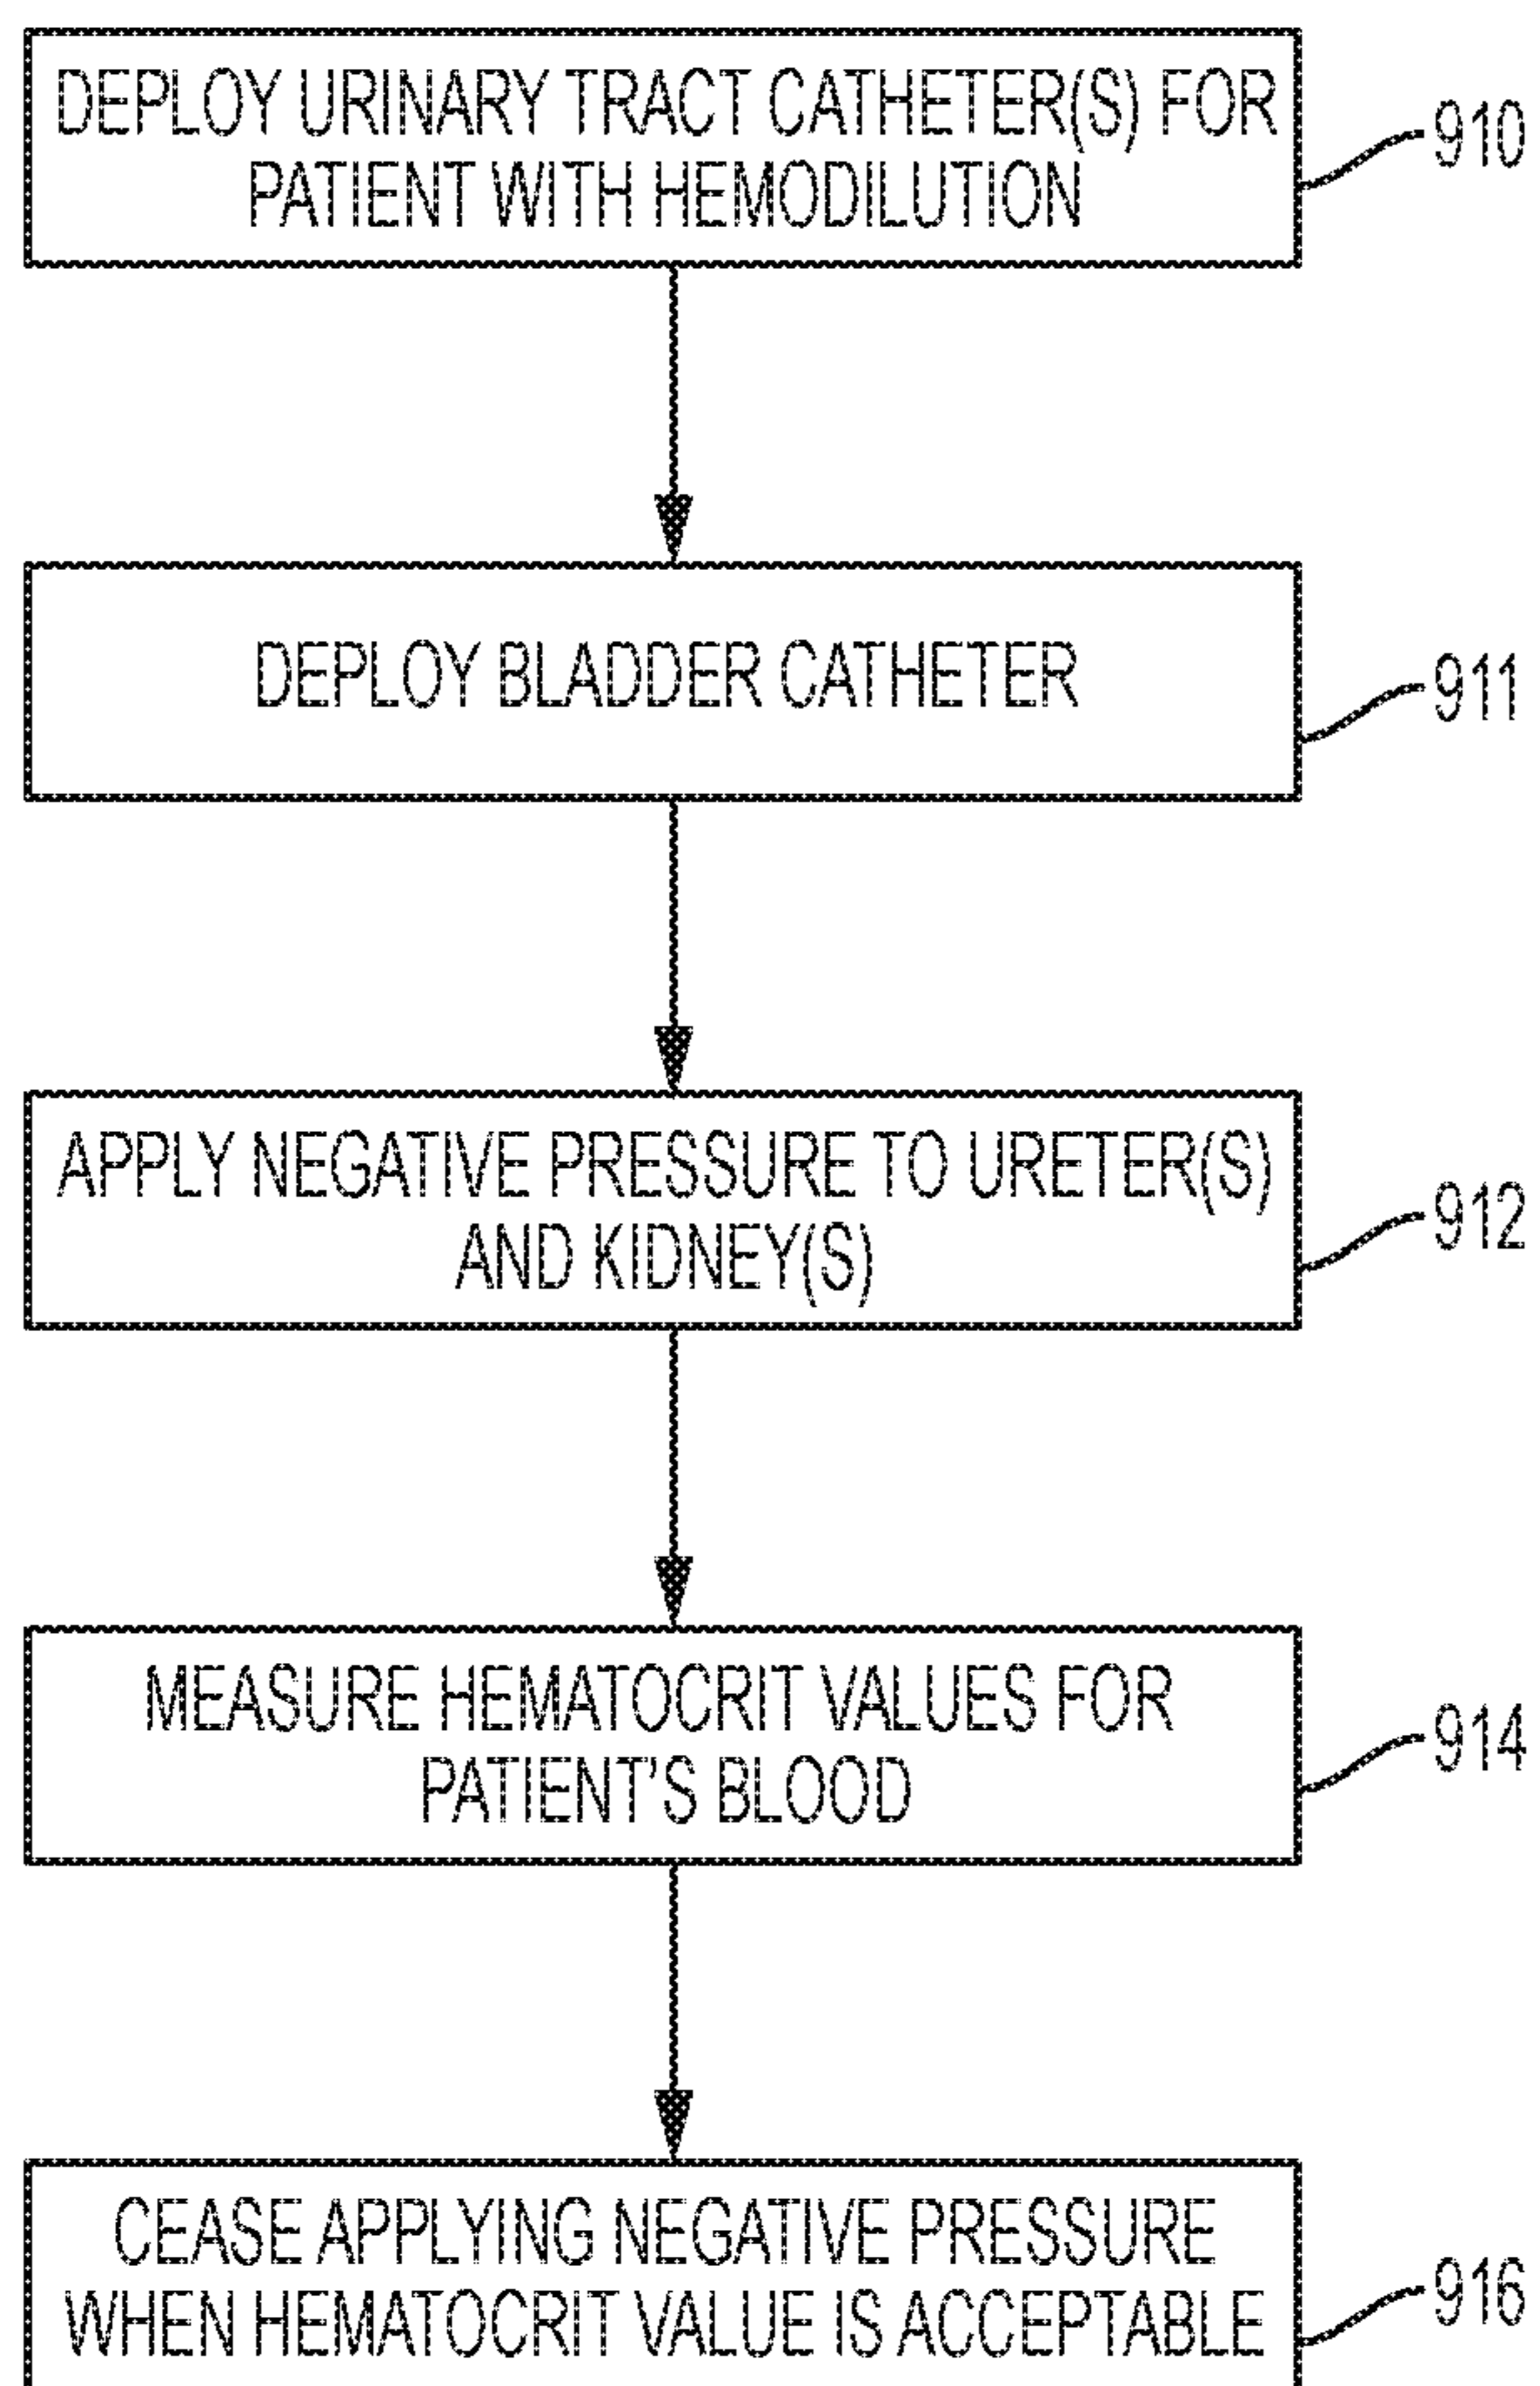 DEPLOY URINARY TRACT CATHETER(S) FOR
PATIENT WITH HEMODILUTION
910
DEPLOY BLADDER CATHETER
911
APPLY NEGATIVE PRESSURE TO URETER(S)
AND KIDNEY(S)
912
MEASURE HEMATOCRIT VALUES FOR
PATIENT'S BLOOD
914
CEASE APPLYING NEGATIVE PRESSURE
WHEN HEMATOCRIT VALUE IS ACCEPTABLE
916